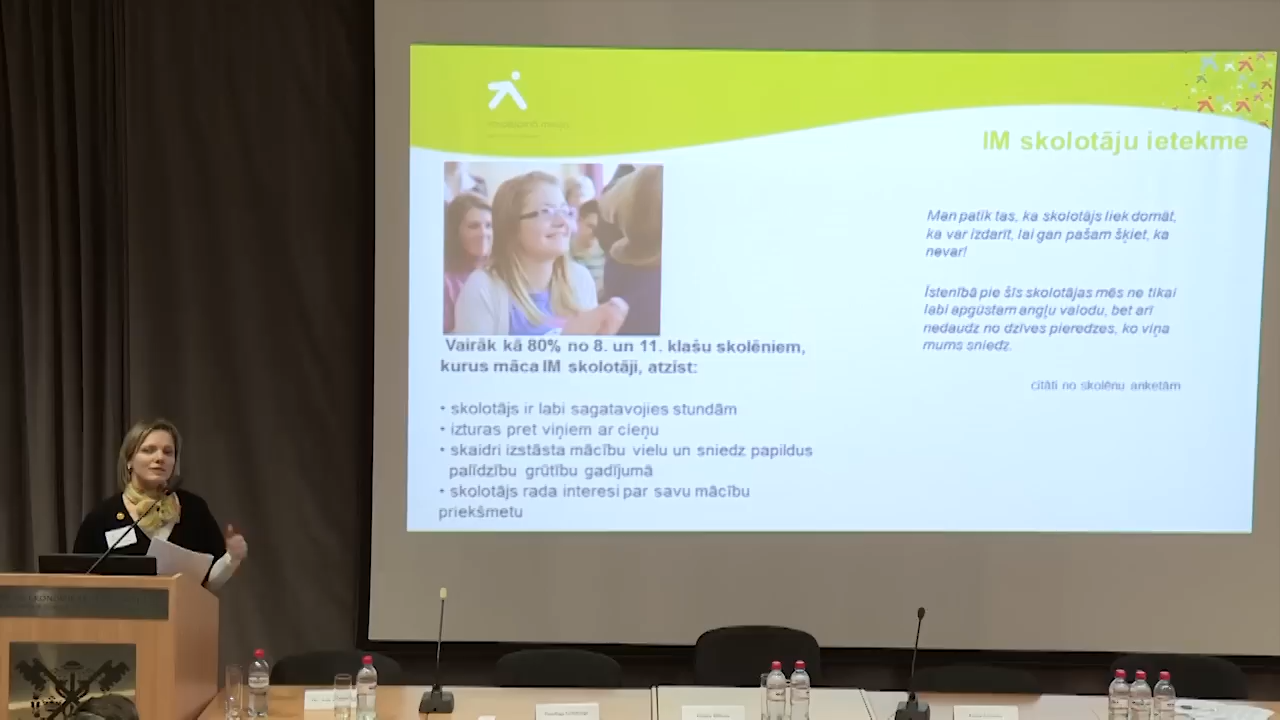 IM skolotāju ietekme
Man patīk tas, ka skolotājs liek domāt,
ka var izdarīt, lai gan pašam šķiet, ka
nevar!
Īstenībā pie šīs skolotājas mēs ne tikai
labi apgūstam angļu valodu, bet arī
nedaudz no dzīves pieredzes, ko viņa
mums sniedz.
citāti no skolēnu anketām
Vairāk kā 80% no 8. un 11. klašu skolēniem,
kurus māca IM skolotāji, atzīst:
• skolotājs ir labi sagatavojies stundām
• izturas pret viņiem ar cieņu
• skaidri izstāsta mācību vielu un sniedz papildus
palīdzību grūtību gadījumā
• skolotājs rada interesi par savu mācību
priekšmetu